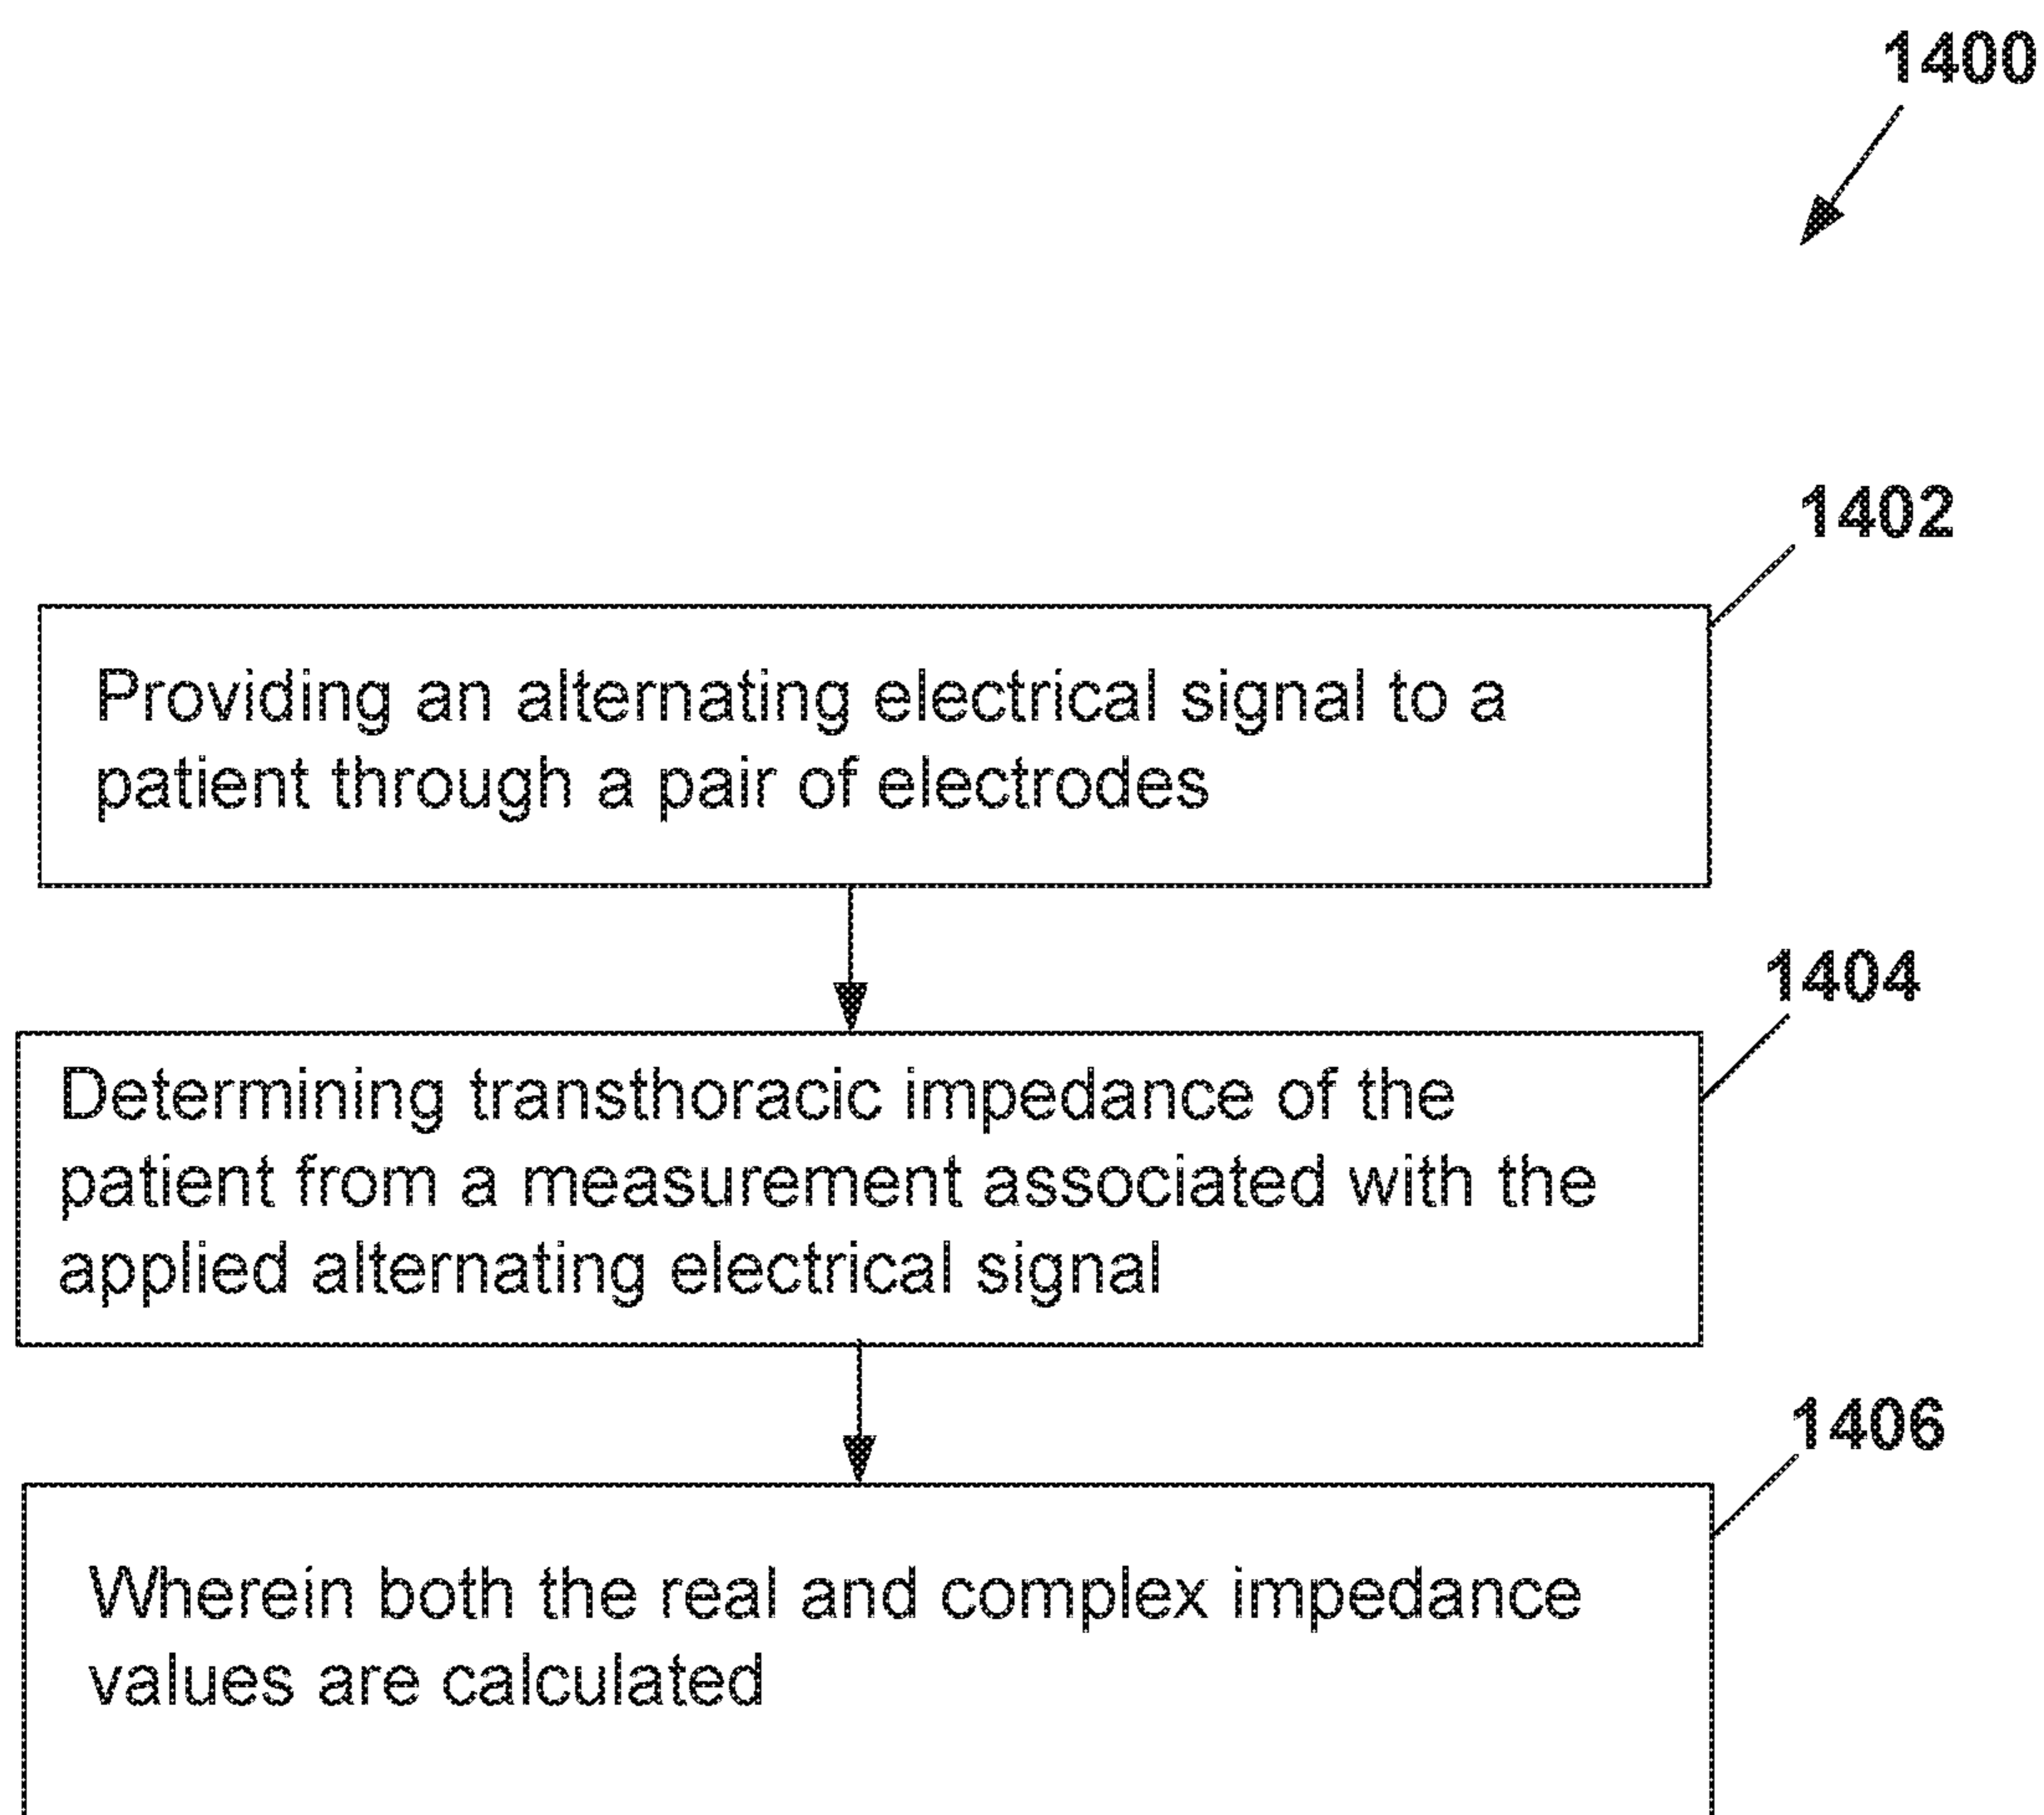 1400
1402
Providing an alternating electrical signal to a
patient through a pair of electrodes
1404
Determining transthoracic impedance of the
patient from a measurement associated with the
applied alternating electrical signal
1406
Wherein both the real and complex impedance
values are calculated